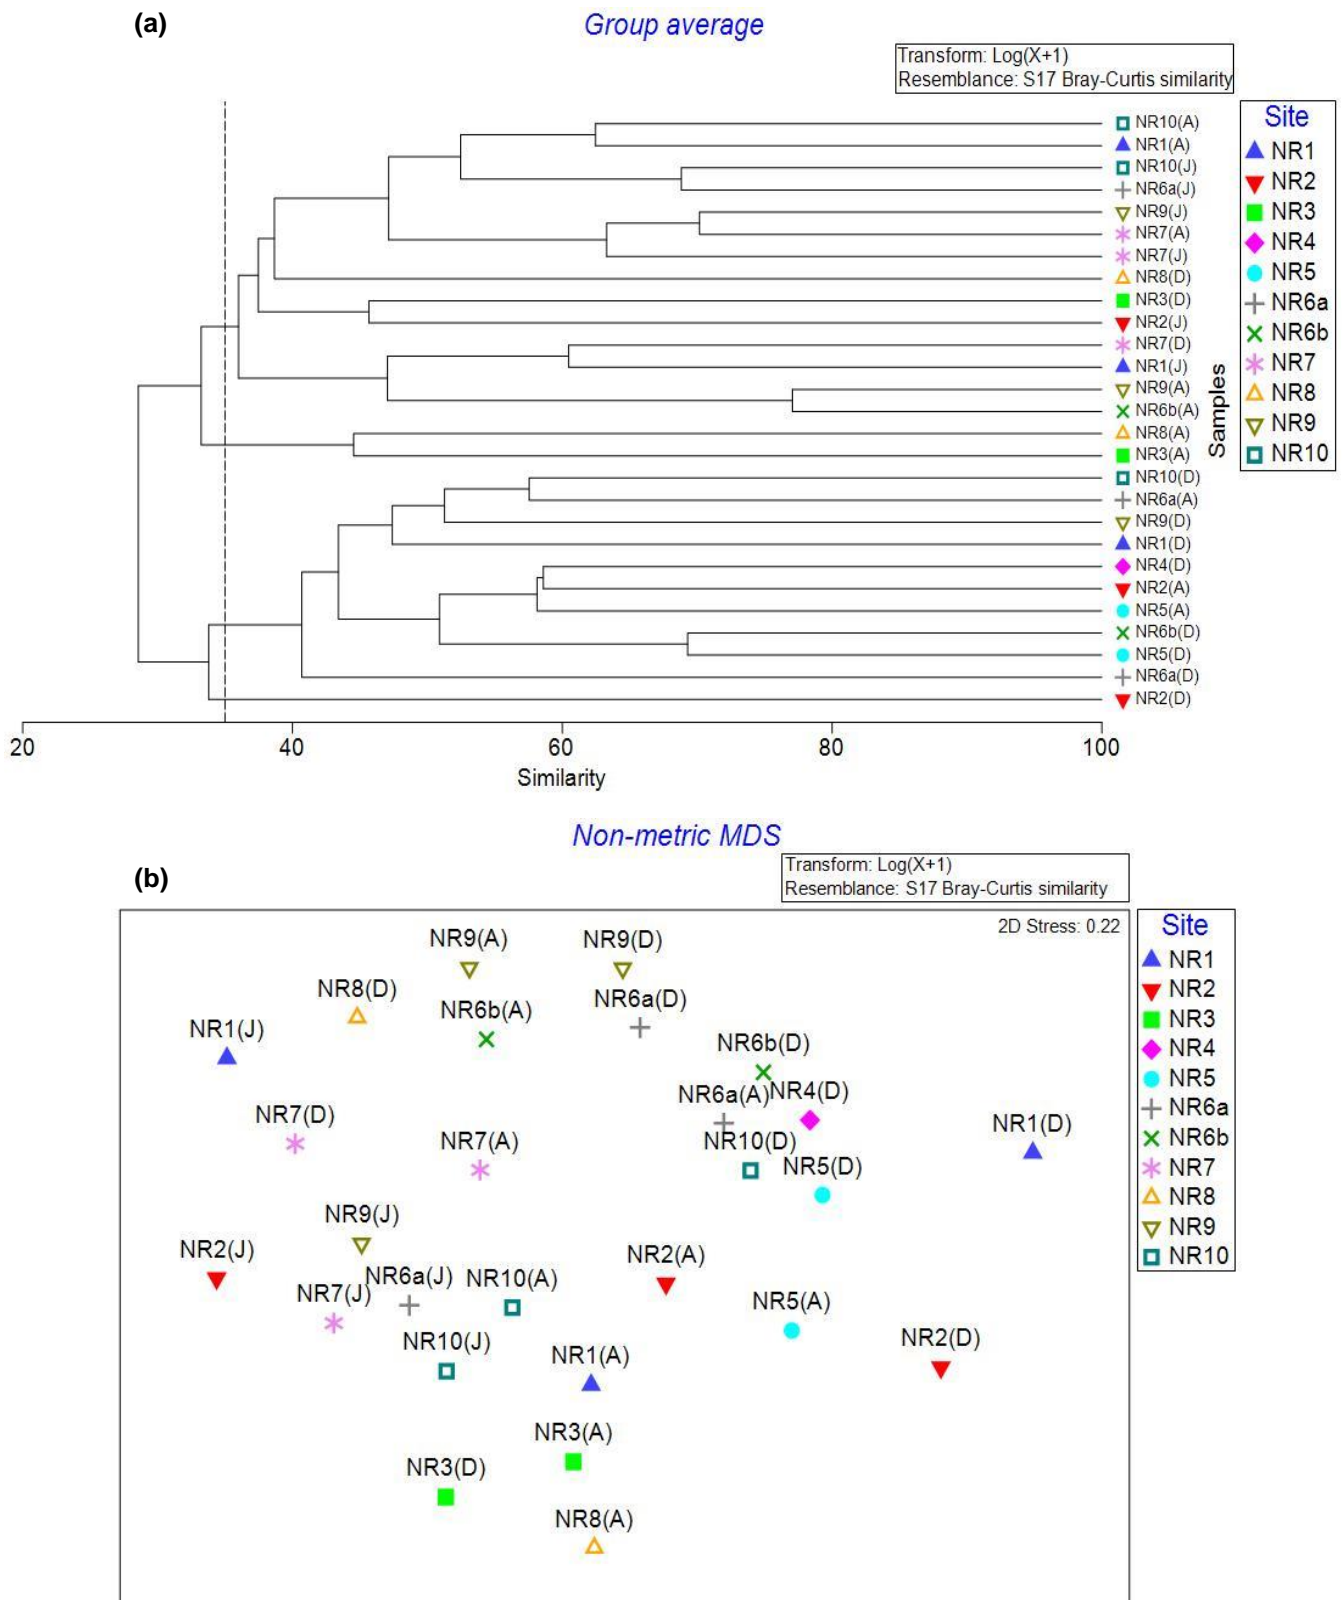 (a)
Group average
Transform: Log(X+1)
Resemblance: S17 Bray-Curtis similarity
NR10(A)
NR1(A)
NR10(J)
NR6a(J)
NR9(J)
NR7(A)
NR7(J)
NR8(D)
NR3(D)
NR2(J)
NR7(D)
NR1(J)
NR9(A)
NR6b(A)
NR8(A)
NR3(A)
NR10(D)
NR6a(A)
NR9(D)
NR1(D)
NR4(D)
NR2(A)
NR5(A)
NR6b(D)
NR5(D)
NR6a(D)
NR2(D)
Samples
Site
NR1
NR2
NR3
NR4
NR5
NR6a
NR6b
NR7
NR8
NR9
NR10
20 40 60 80 100
Similarity
Non-metric MDS
(b)
Transform: Log(X+1)
Resemblance: S17 Bray-Curtis similarity
2D Stress: 0.22
NR9(A) NR9(D)
NR8(D) NR6b(A) NR6a(D)
NR1(J) NR6b(D)
NR7(D) NR7(A) NR6a(A) NR4(D) NR1(D)
NR10(D) NR5(D)
NR9(J)
NR2(J) NR6a(J) NR10(A) NR2(A)
NR7(J) NR5(A)
NR10(J) NR1(A) NR2(D)
NR3(A)
NR3(D)
NR8(A)
Site
NR1
NR2
NR3
NR4
NR5
NR6a
NR6b
NR7
NR8
NR9
NR10